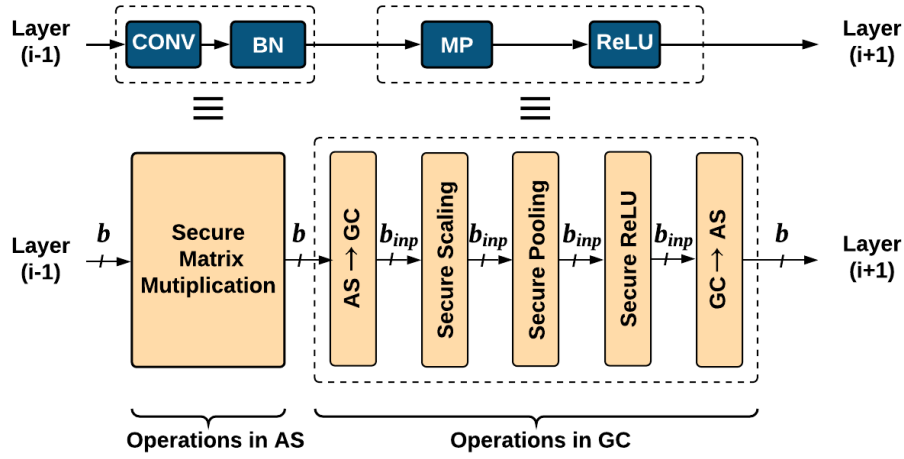 Layer
(i-1)
CONV
BN
MP
ReLU
Layer
(i+1)
Layer
(i-1)
b
Secure
Matrix
Mutiplication
b
AS → GC
b_inp
Secure Scaling
b_inp
Secure Pooling
b_inp
Secure ReLU
b_inp
GC → AS
b
Layer
(i+1)
Operations in AS
Operations in GC